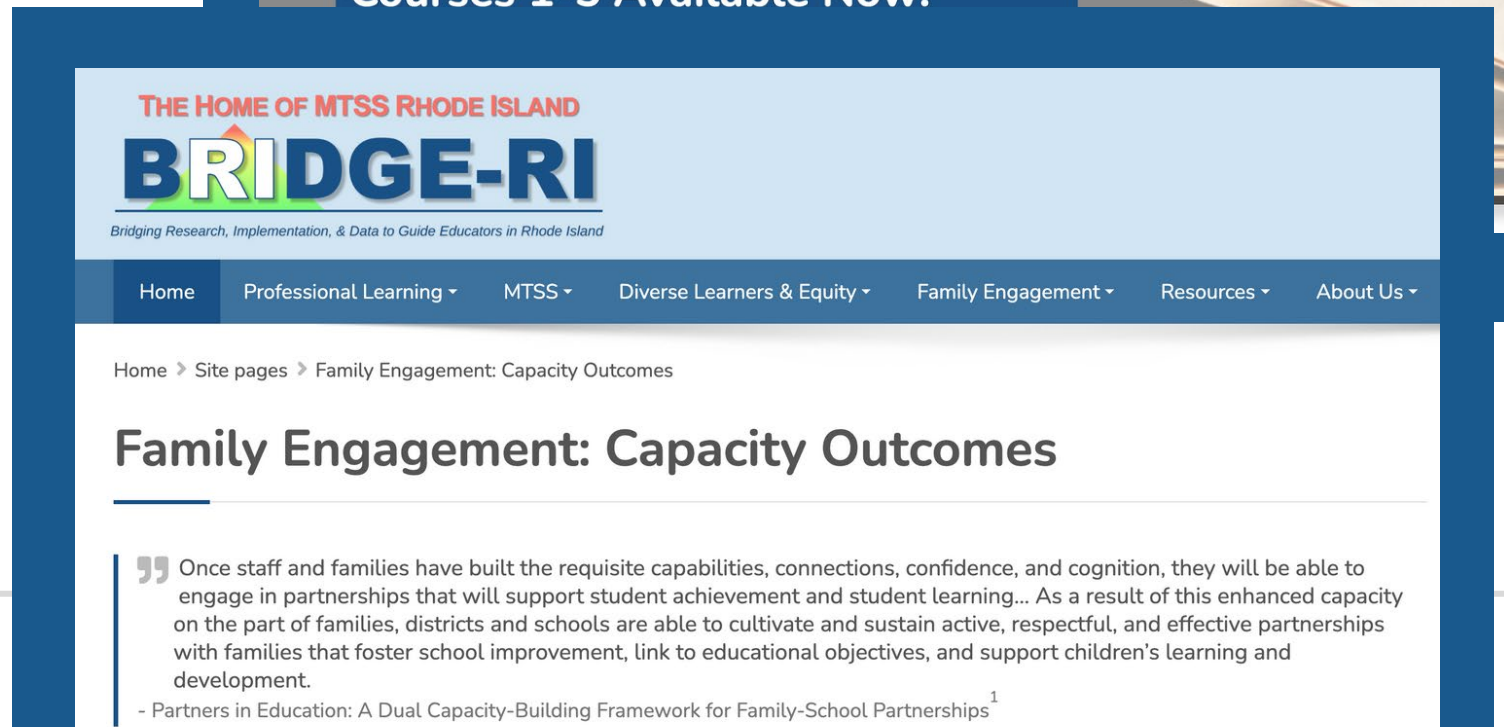 Courses 1-3 Available Now!
THE HOME OF MTSS RHODE ISLAND
BRIDGE-RI
Bridging Research, Implementation, & Data to Guide Educators in Rhode Island
Home Professional Learning MTSS Diverse Learners & Equity Family Engagement Resources About Us
Home > Site pages > Family Engagement: Capacity Outcomes
Family Engagement: Capacity Outcomes
Once staff and families have built the requisite capabilities, connections, confidence, and cognition, they will be able to
engage in partnerships that will support student achievement and student learning... As a result of this enhanced capacity
on the part of families, districts and schools are able to cultivate and sustain active, respectful, and effective partnerships
with families that foster school improvement, link to educational objectives, and support children's learning and
development.
- Partners in Education: A Dual Capacity-Building Framework for Family-School Partnerships1